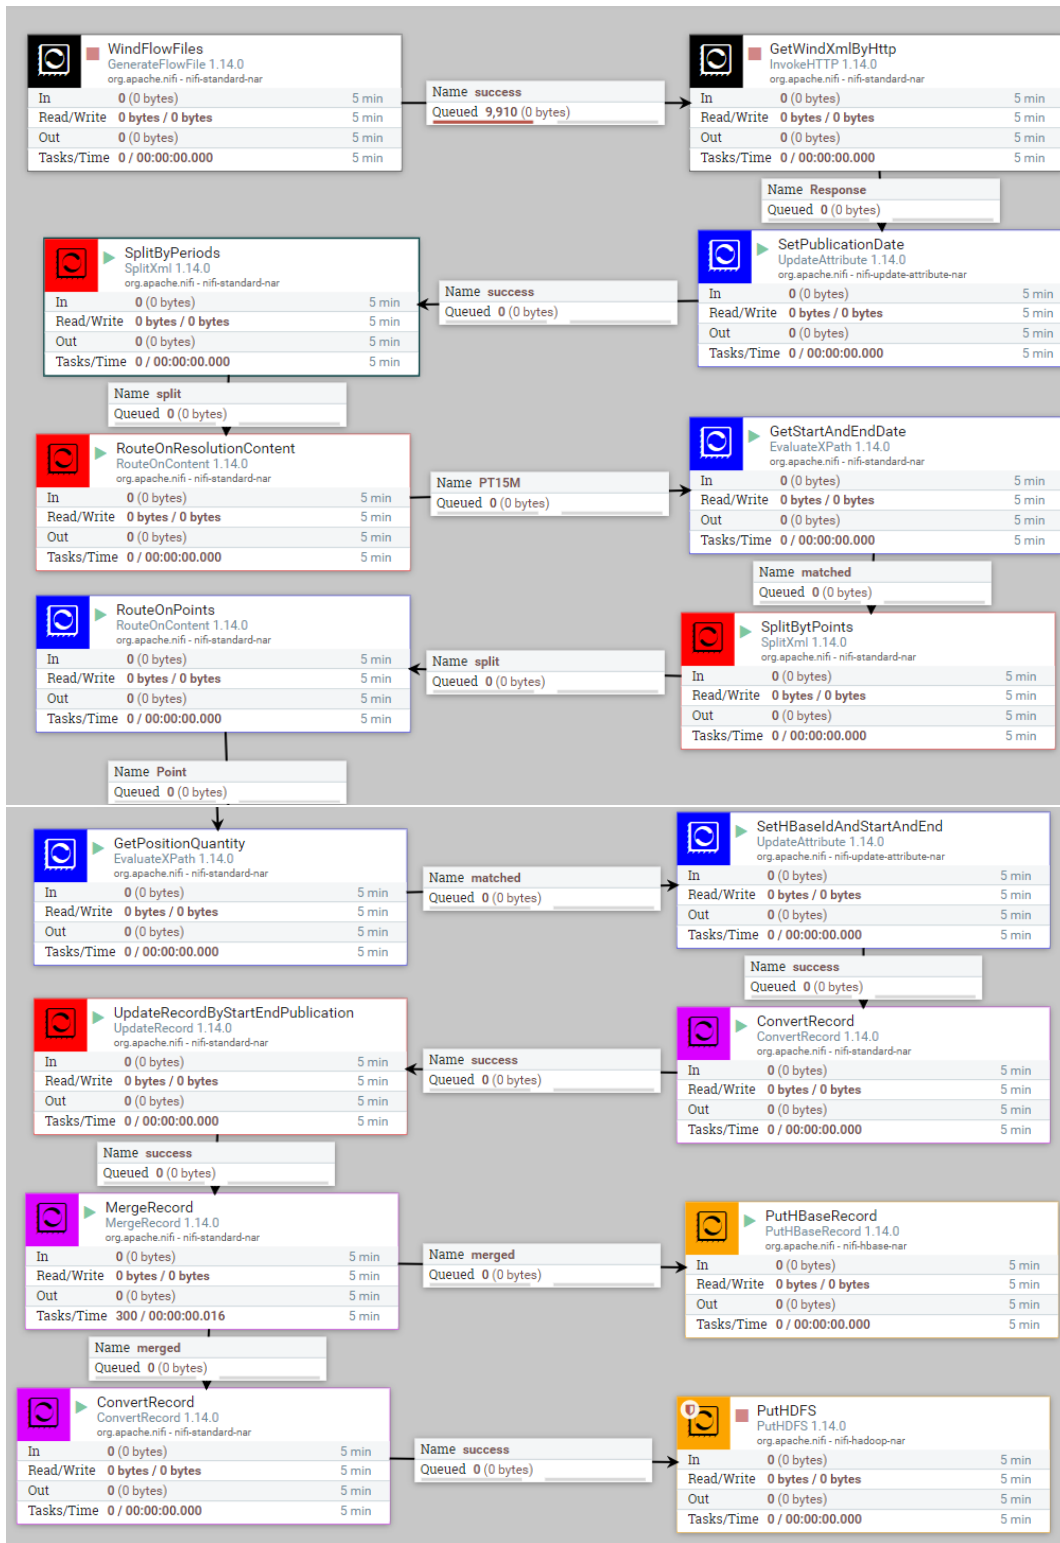 WindFlowFiles
GenerateFlowFile 1.14.0
org.apache.nifi - nifi-standard-nar
In 0 (0 bytes) 5 min
Read/Write 0 bytes / 0 bytes 5 min
Out 0 (0 bytes) 5 min
Tasks/Time 0 / 00:00:00.000 5 min
Name success
Queued 9,910 (0 bytes)
GetWindXmlByHttp
InvokeHTTP 1.14.0
org.apache.nifi - nifi-standard-nar
In 0 (0 bytes) 5 min
Read/Write 0 bytes / 0 bytes 5 min
Out 0 (0 bytes) 5 min
Tasks/Time 0 / 00:00:00.000 5 min
Name Response
Queued 0 (0 bytes)
SetPublicationDate
UpdateAttribute 1.14.0
org.apache.nifi - nifi-update-attribute-nar
In 0 (0 bytes) 5 min
Read/Write 0 bytes / 0 bytes 5 min
Out 0 (0 bytes) 5 min
Tasks/Time 0 / 00:00:00.000 5 min
Name success
Queued 0 (0 bytes)
SplitByPeriods
SplitXml 1.14.0
org.apache.nifi - nifi-standard-nar
In 0 (0 bytes) 5 min
Read/Write 0 bytes / 0 bytes 5 min
Out 0 (0 bytes) 5 min
Tasks/Time 0 / 00:00:00.000 5 min
Name split
Queued 0 (0 bytes)
RouteOnResolutionContent
RouteOnContent 1.14.0
org.apache.nifi - nifi-standard-nar
In 0 (0 bytes) 5 min
Read/Write 0 bytes / 0 bytes 5 min
Out 0 (0 bytes) 5 min
Tasks/Time 0 / 00:00:00.000 5 min
Name PT15M
Queued 0 (0 bytes)
GetStartAndEndDate
EvaluateXPath 1.14.0
org.apache.nifi - nifi-standard-nar
In 0 (0 bytes) 5 min
Read/Write 0 bytes / 0 bytes 5 min
Out 0 (0 bytes) 5 min
Tasks/Time 0 / 00:00:00.000 5 min
Name matched
Queued 0 (0 bytes)
SplitBytPoints
SplitXml 1.14.0
org.apache.nifi - nifi-standard-nar
In 0 (0 bytes) 5 min
Read/Write 0 bytes / 0 bytes 5 min
Out 0 (0 bytes) 5 min
Tasks/Time 0 / 00:00:00.000 5 min
Name split
Queued 0 (0 bytes)
RouteOnPoints
RouteOnContent 1.14.0
org.apache.nifi - nifi-standard-nar
In 0 (0 bytes) 5 min
Read/Write 0 bytes / 0 bytes 5 min
Out 0 (0 bytes) 5 min
Tasks/Time 0 / 00:00:00.000 5 min
Name Point
Queued 0 (0 bytes)
GetPositionQuantity
EvaluateXPath 1.14.0
org.apache.nifi - nifi-standard-nar
In 0 (0 bytes) 5 min
Read/Write 0 bytes / 0 bytes 5 min
Out 0 (0 bytes) 5 min
Tasks/Time 0 / 00:00:00.000 5 min
Name matched
Queued 0 (0 bytes)
SetHBaseIdAndStartAndEnd
UpdateAttribute 1.14.0
org.apache.nifi - nifi-update-attribute-nar
In 0 (0 bytes) 5 min
Read/Write 0 bytes / 0 bytes 5 min
Out 0 (0 bytes) 5 min
Tasks/Time 0 / 00:00:00.000 5 min
Name success
Queued 0 (0 bytes)
ConvertRecord
ConvertRecord 1.14.0
org.apache.nifi - nifi-standard-nar
In 0 (0 bytes) 5 min
Read/Write 0 bytes / 0 bytes 5 min
Out 0 (0 bytes) 5 min
Tasks/Time 0 / 00:00:00.000 5 min
Name success
Queued 0 (0 bytes)
UpdateRecordByStartEndPublication
UpdateRecord 1.14.0
org.apache.nifi - nifi-standard-nar
In 0 (0 bytes) 5 min
Read/Write 0 bytes / 0 bytes 5 min
Out 0 (0 bytes) 5 min
Tasks/Time 0 / 00:00:00.000 5 min
Name success
Queued 0 (0 bytes)
MergeRecord
MergeRecord 1.14.0
org.apache.nifi - nifi-standard-nar
In 0 (0 bytes) 5 min
Read/Write 0 bytes / 0 bytes 5 min
Out 0 (0 bytes) 5 min
Tasks/Time 300 / 00:00:00.016 5 min
Name merged
Queued 0 (0 bytes)
PutHBaseRecord
PutHBaseRecord 1.14.0
org.apache.nifi - nifi-hbase-nar
In 0 (0 bytes) 5 min
Read/Write 0 bytes / 0 bytes 5 min
Out 0 (0 bytes) 5 min
Tasks/Time 0 / 00:00:00.000 5 min
Name merged
Queued 0 (0 bytes)
ConvertRecord
ConvertRecord 1.14.0
org.apache.nifi - nifi-standard-nar
In 0 (0 bytes) 5 min
Read/Write 0 bytes / 0 bytes 5 min
Out 0 (0 bytes) 5 min
Tasks/Time 0 / 00:00:00.000 5 min
Name success
Queued 0 (0 bytes)
PutHDFS
PutHDFS 1.14.0
org.apache.nifi - nifi-hadoop-nar
In 0 (0 bytes) 5 min
Read/Write 0 bytes / 0 bytes 5 min
Out 0 (0 bytes) 5 min
Tasks/Time 0 / 00:00:00.000 5 min